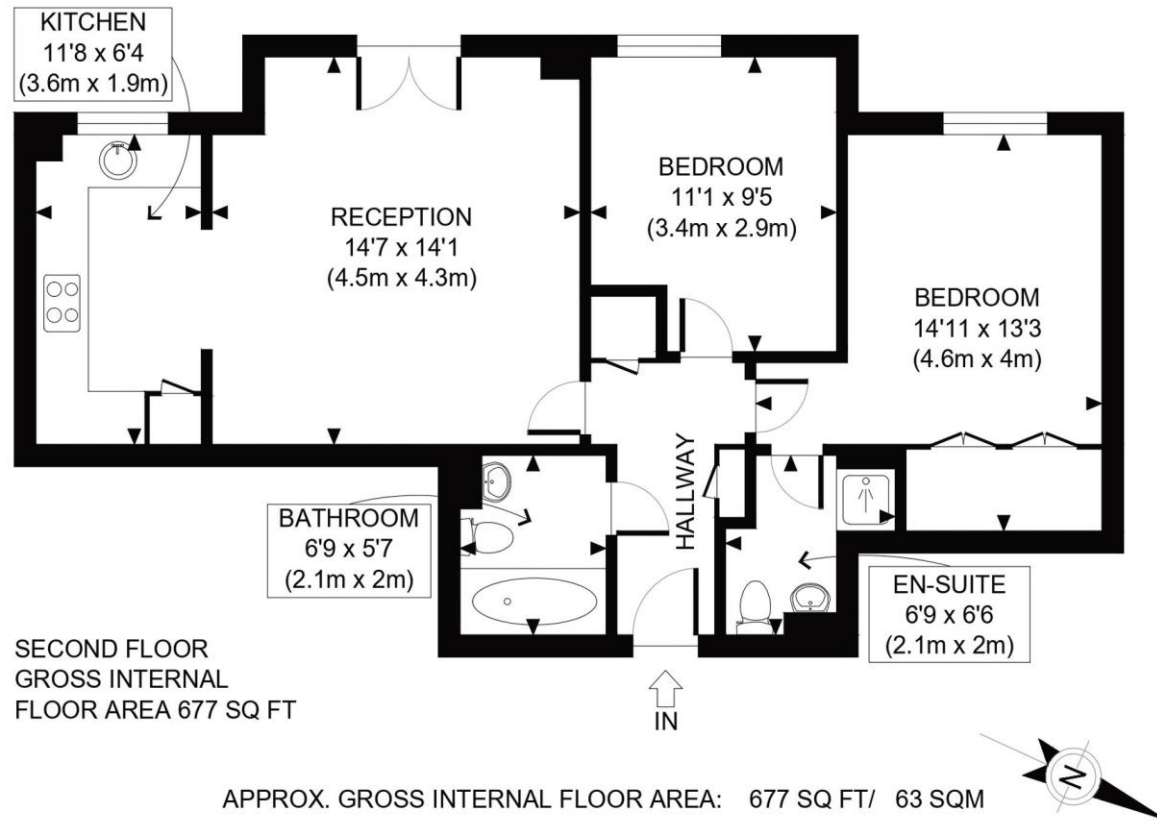 KITCHEN
11'8 x 6'4
(3.6m x 1.9m)
RECEPTION
14'7 x 14'1
(4.5m x 4.3m)
BEDROOM
11'1 x 9'5
(3.4m x 2.9m)
BEDROOM
14'11 x 13'3
(4.6m x 4m)
HALLWAY
BATHROOM
6'9 x 5'7
(2.1m x 2m)
EN-SUITE
6'9 x 6'6
(2.1m x 2m)
SECOND FLOOR
GROSS INTERNAL
FLOOR AREA 677 SQ FT
IN
N
APPROX. GROSS INTERNAL FLOOR AREA: 677 SQ FT/ 63 SQM